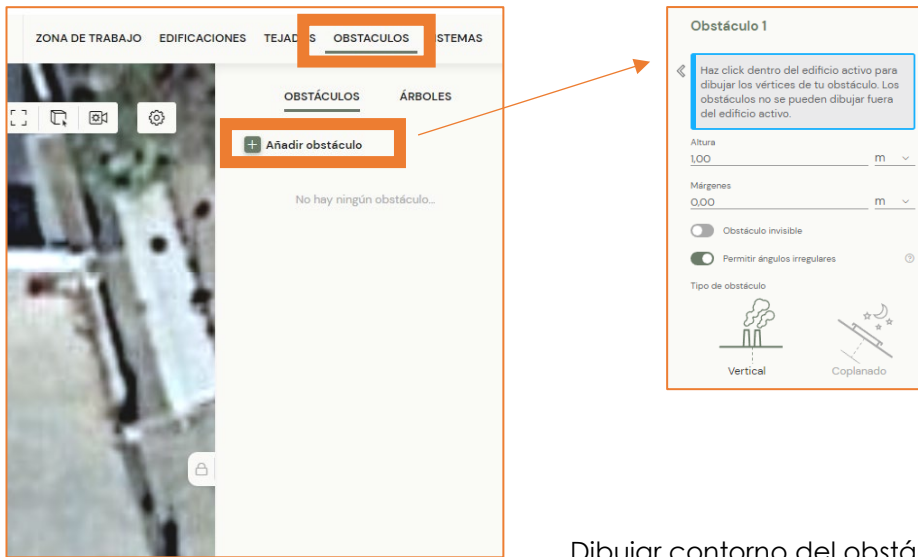 ZONA DE TRABAJO EDIFICACIONES TEJADOS OBSTACULOS SISTEMAS
OBSTÁCULOS ÁRBOLES
Añadir obstáculo
No hay ningún obstáculo...
Obstáculo 1
Haz click dentro del edificio activo para
dibujar los vértices de tu obstáculo. Los
obstáculos no se pueden dibujar fuera
del edificio activo.
Altura
1,00 m
Márgenes
0,00 m
Obstáculo invisible
Permitir ángulos irregulares
Tipo de obstáculo
Vertical Coplanado
Dibujar contorno del obstá